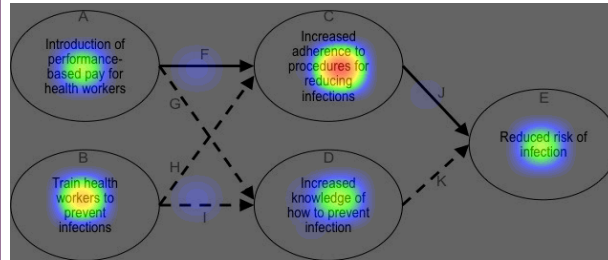 A
Introduction of
performance-
based pay for
health workers
F
G
C
Increased
adherence to
procedures for
reducing
infections
J
E
Reduced risk of
infection
B
Train health
workers to
prevent
infections
H
I
D
Increased
knowledge of
how to prevent
infection
K